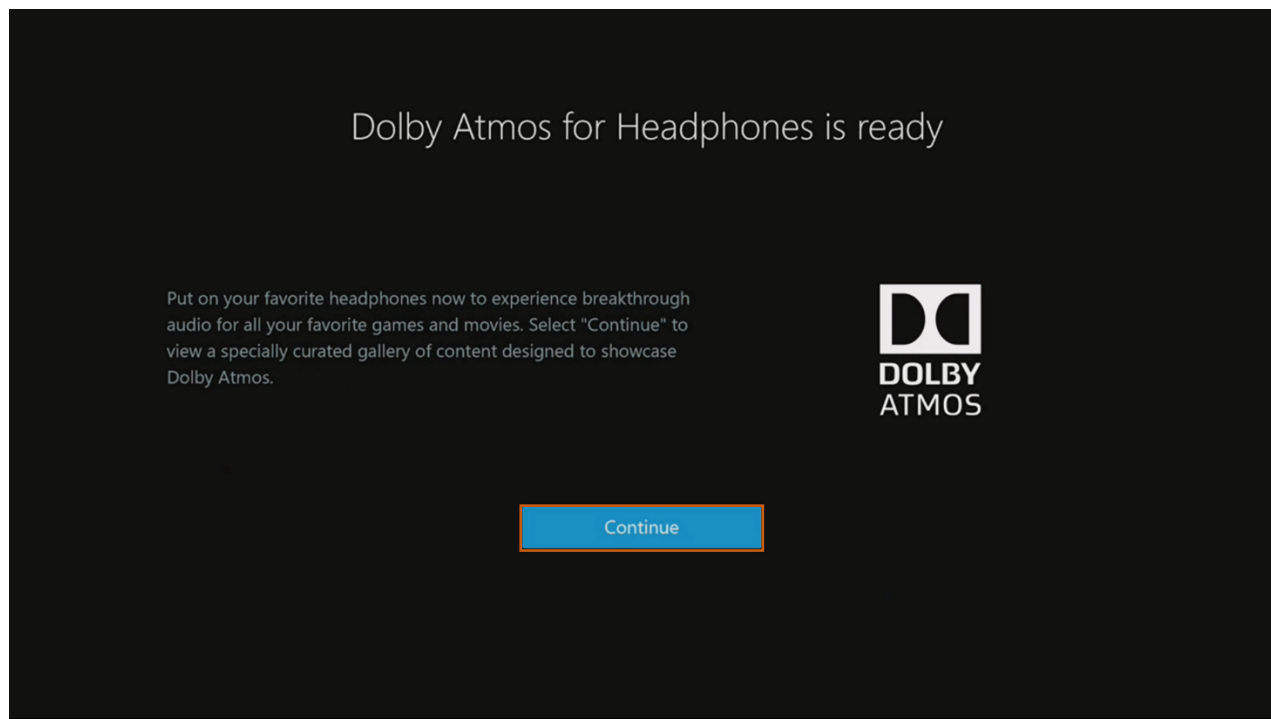 Dolby Atmos for Headphones is ready
Put on your favorite headphones now to experience breakthrough
audio for all your favorite games and movies. Select "Continue" to
view a specially curated gallery of content designed to showcase
Dolby Atmos.
DOLBY
ATMOS
Continue